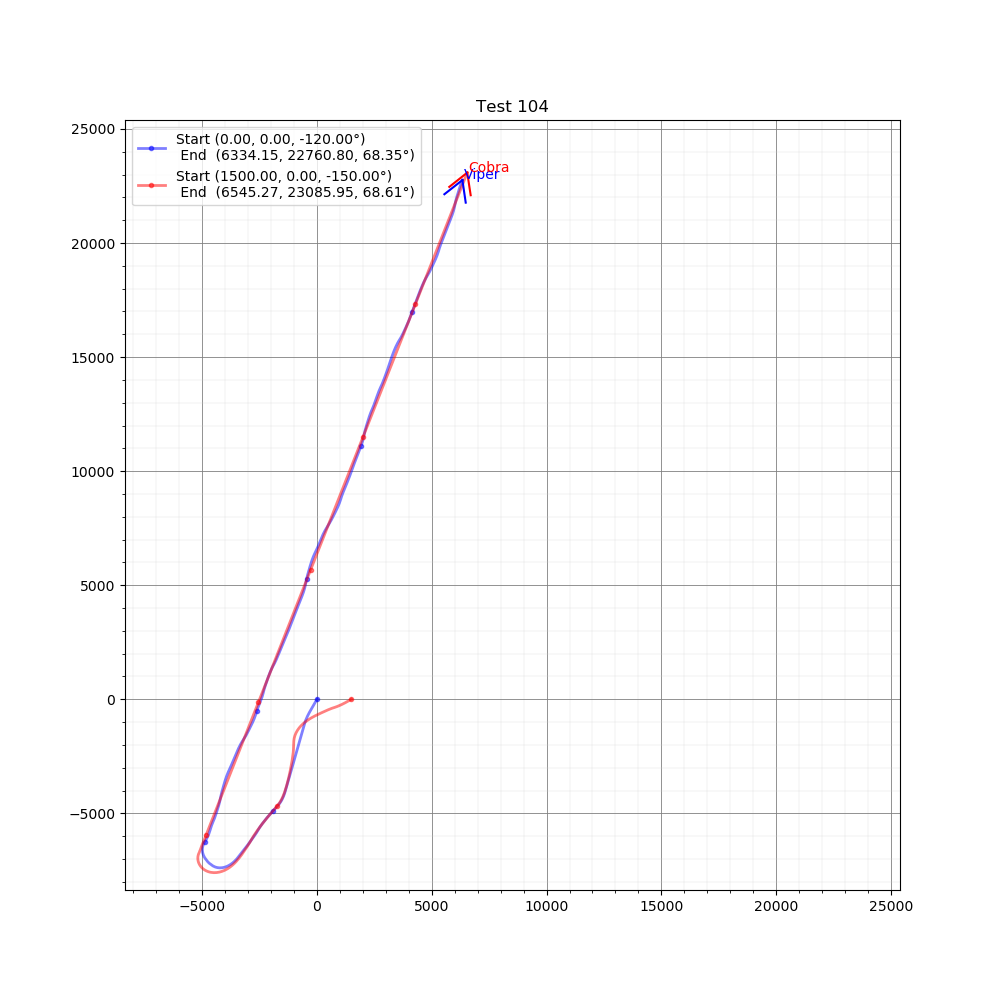 Test 104
Start (0.00, 0.00, -120.00°)
End (6334.15, 22760.80, 68.35°)
Start (1500.00, 0.00, -150.00°)
End (6545.27, 23085.95, 68.61°)
Cobra
Viper
25000
20000
15000
10000
5000
0
−5000
−5000 0 5000 10000 15000 20000 25000